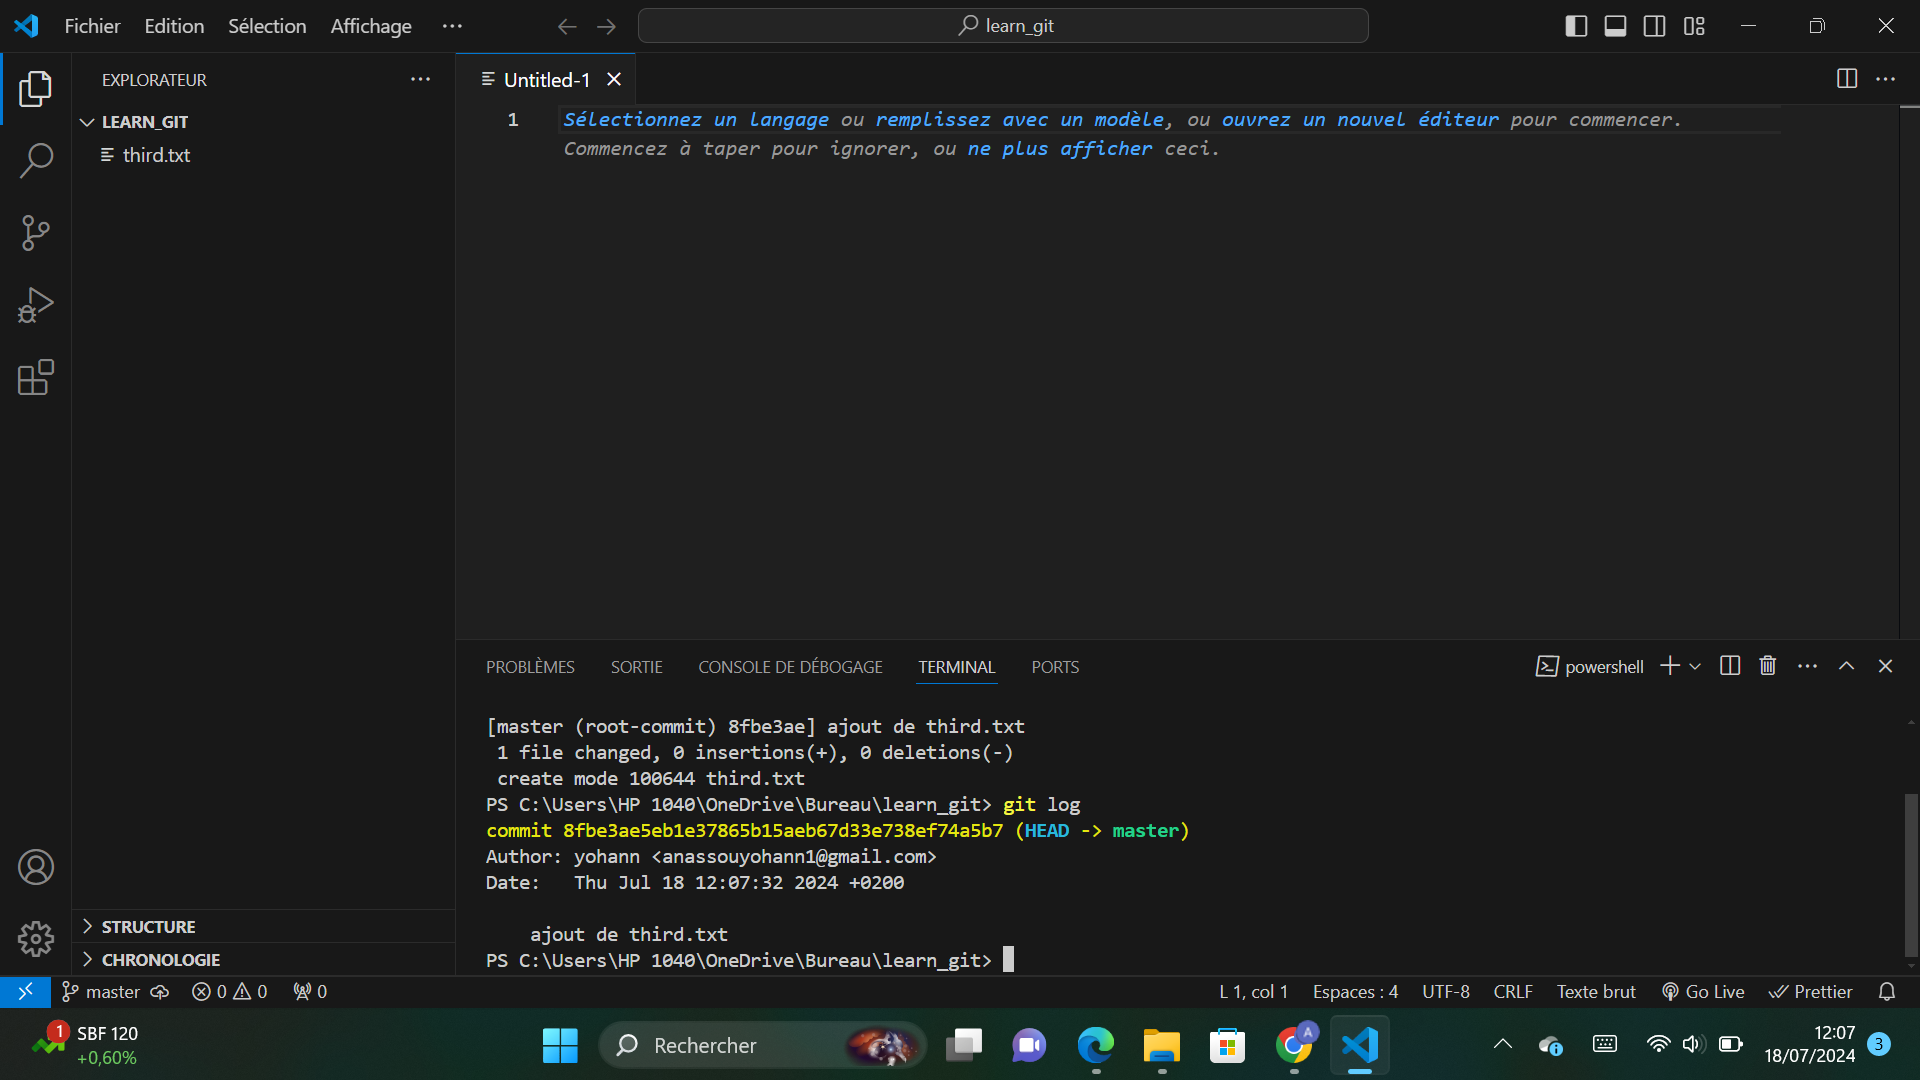 Fichier Edition Sélection Affichage ··· learn_git
EXPLORATEUR ···
LEARN_GIT
third.txt
STRUCTURE
CHRONOLOGIE
Untitled-1
1 Sélectionnez un langage ou remplissez avec un modèle, ou ouvrez un nouvel éditeur pour commencer.
Commencez à taper pour ignorer, ou ne plus afficher ceci.
PROBLÈMES SORTIE CONSOLE DE DÉBOGAGE TERMINAL PORTS powershell
[master (root-commit) 8fbe3ae] ajout de third.txt
1 file changed, 0 insertions(+), 0 deletions(-)
create mode 100644 third.txt
PS C:\Users\HP 1040\OneDrive\Bureau\learn_git> git log
commit 8fbe3ae5eb1e37865b15aeb67d33e738ef74a5b7 (HEAD -> master)
Author: yohann <anassouyohann1@gmail.com>
Date:   Thu Jul 18 12:07:32 2024 +0200
ajout de third.txt
PS C:\Users\HP 1040\OneDrive\Bureau\learn_git>
master 0 0 0 L 1, col 1 Espaces : 4 UTF-8 CRLF Texte brut Go Live Prettier
1 SBF 120
+0,60%
Rechercher
A
12:07
18/07/2024
3